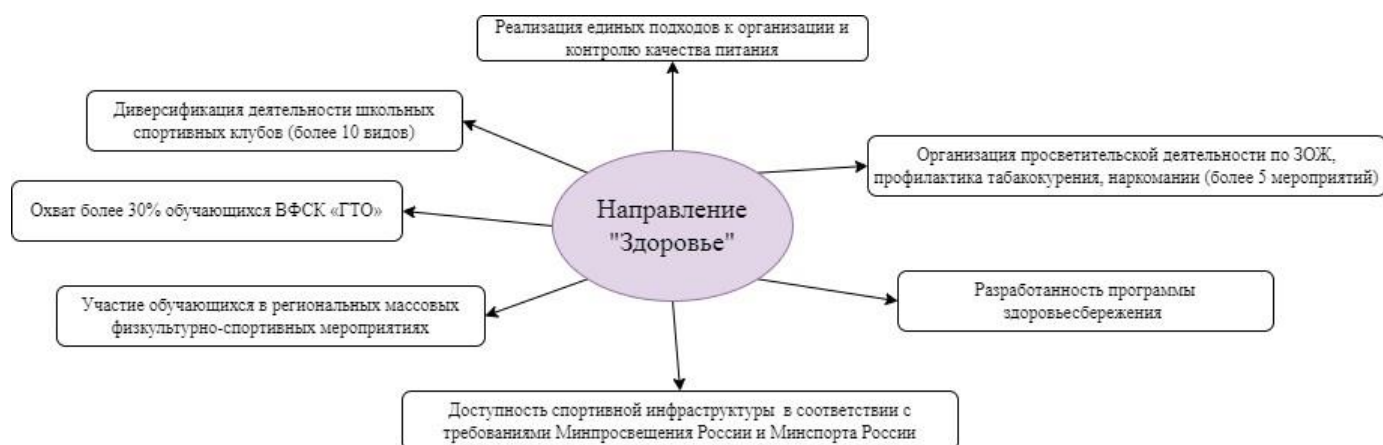 Реализация единых подходов к организации и
контролю качества питания
Диверсификация деятельности школьных
спортивных клубов (более 10 видов)
Организация просветительской деятельности по ЗОЖ,
профилактика табакокурения, наркомании (более 5 мероприятий)
Охват более 30% обучающихся ВФСК «ГТО»
Направление
"Здоровье"
Участие обучающихся в региональных массовых
физкультурно-спортивных мероприятиях
Разработанность программы
здоровьесбережения
Доступность спортивной инфраструктуры в соответствии с
требованиями Минпросвещения России и Минспорта России